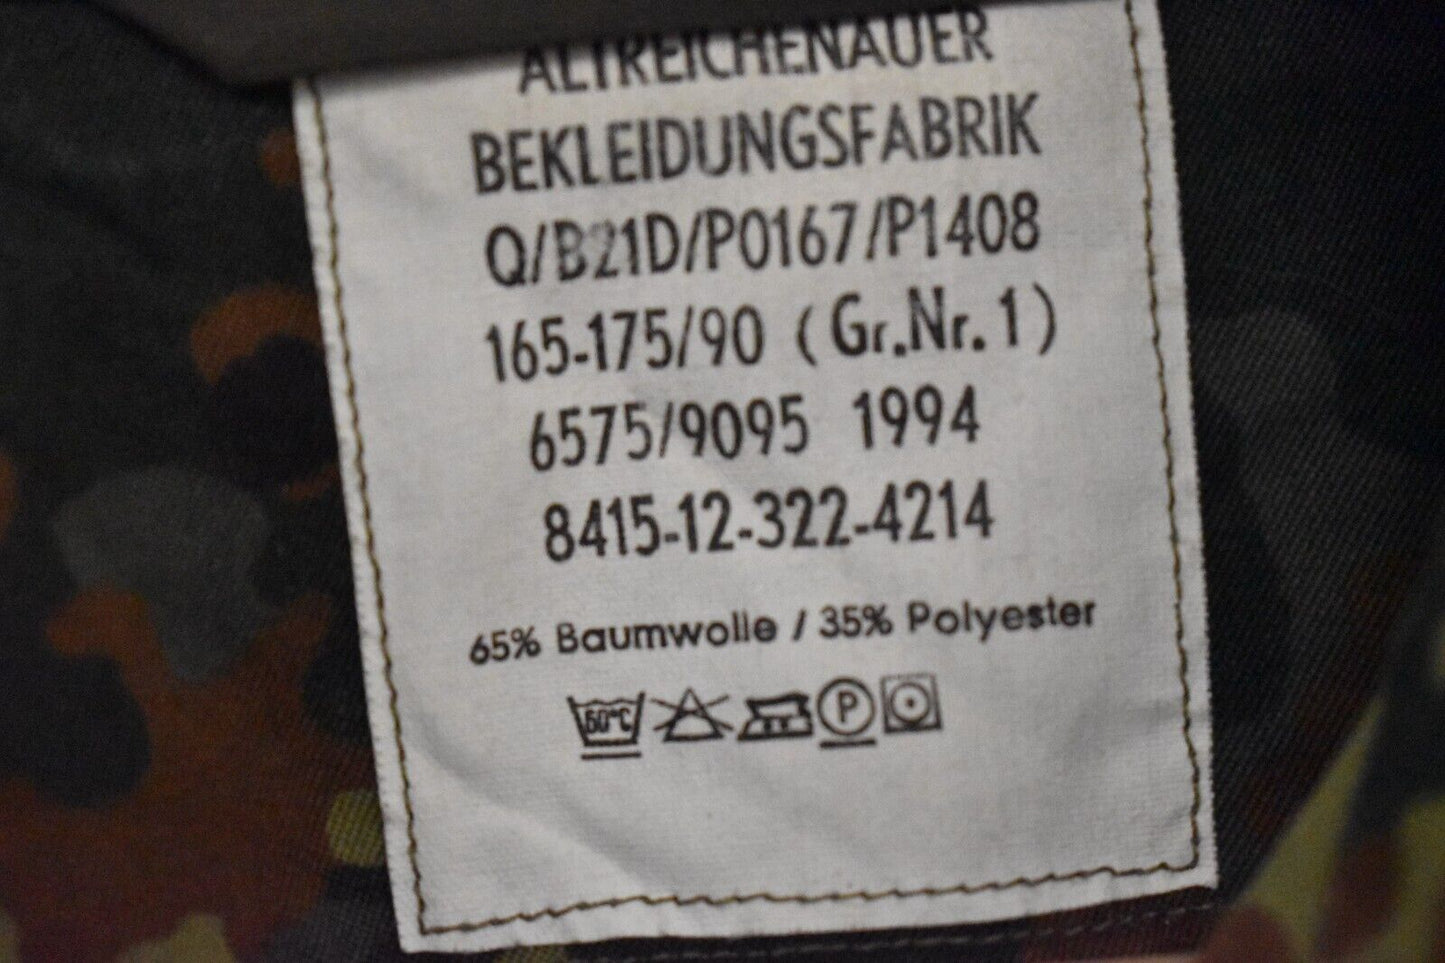 ALTREICHENAUER
BEKLEIDUNGSFABRIK
Q/B21D/P0167/P1408
165-175/90 (Gr.Nr.1)
6575/9095 1994
8415-12-322-4214
65% Baumwolle / 35% Polyester
60°C P